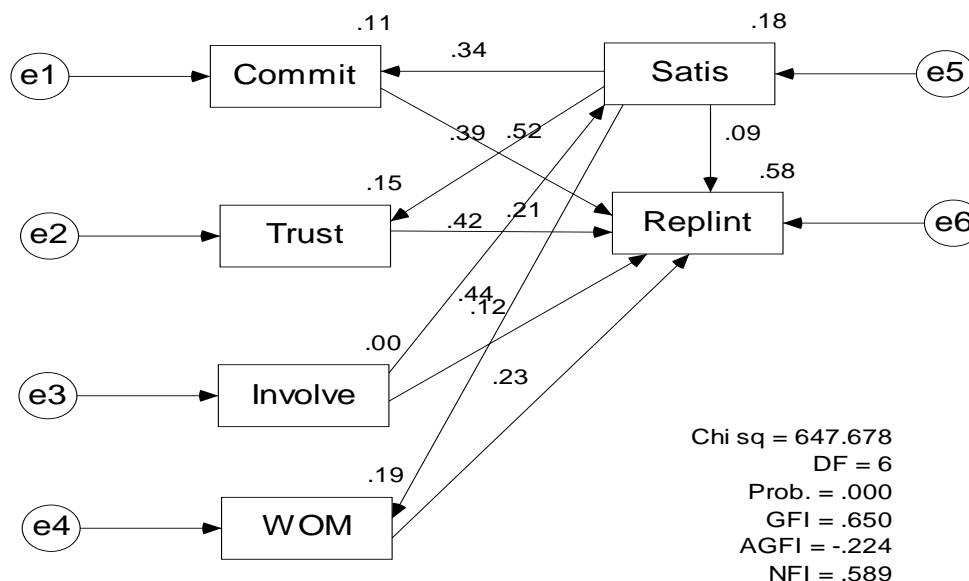 .11
.18
e1
Commit
.34
Satis
e5
.39
.52
.09
.15
.58
e2
Trust
.42
.21
Replint
e6
.44
.12
.00
e3
Involve
.23
.19
e4
WOM
Chi sq = 647.678
DF = 6
Prob. = .000
GFI = .650
AGFI = -.224
NFI = .589